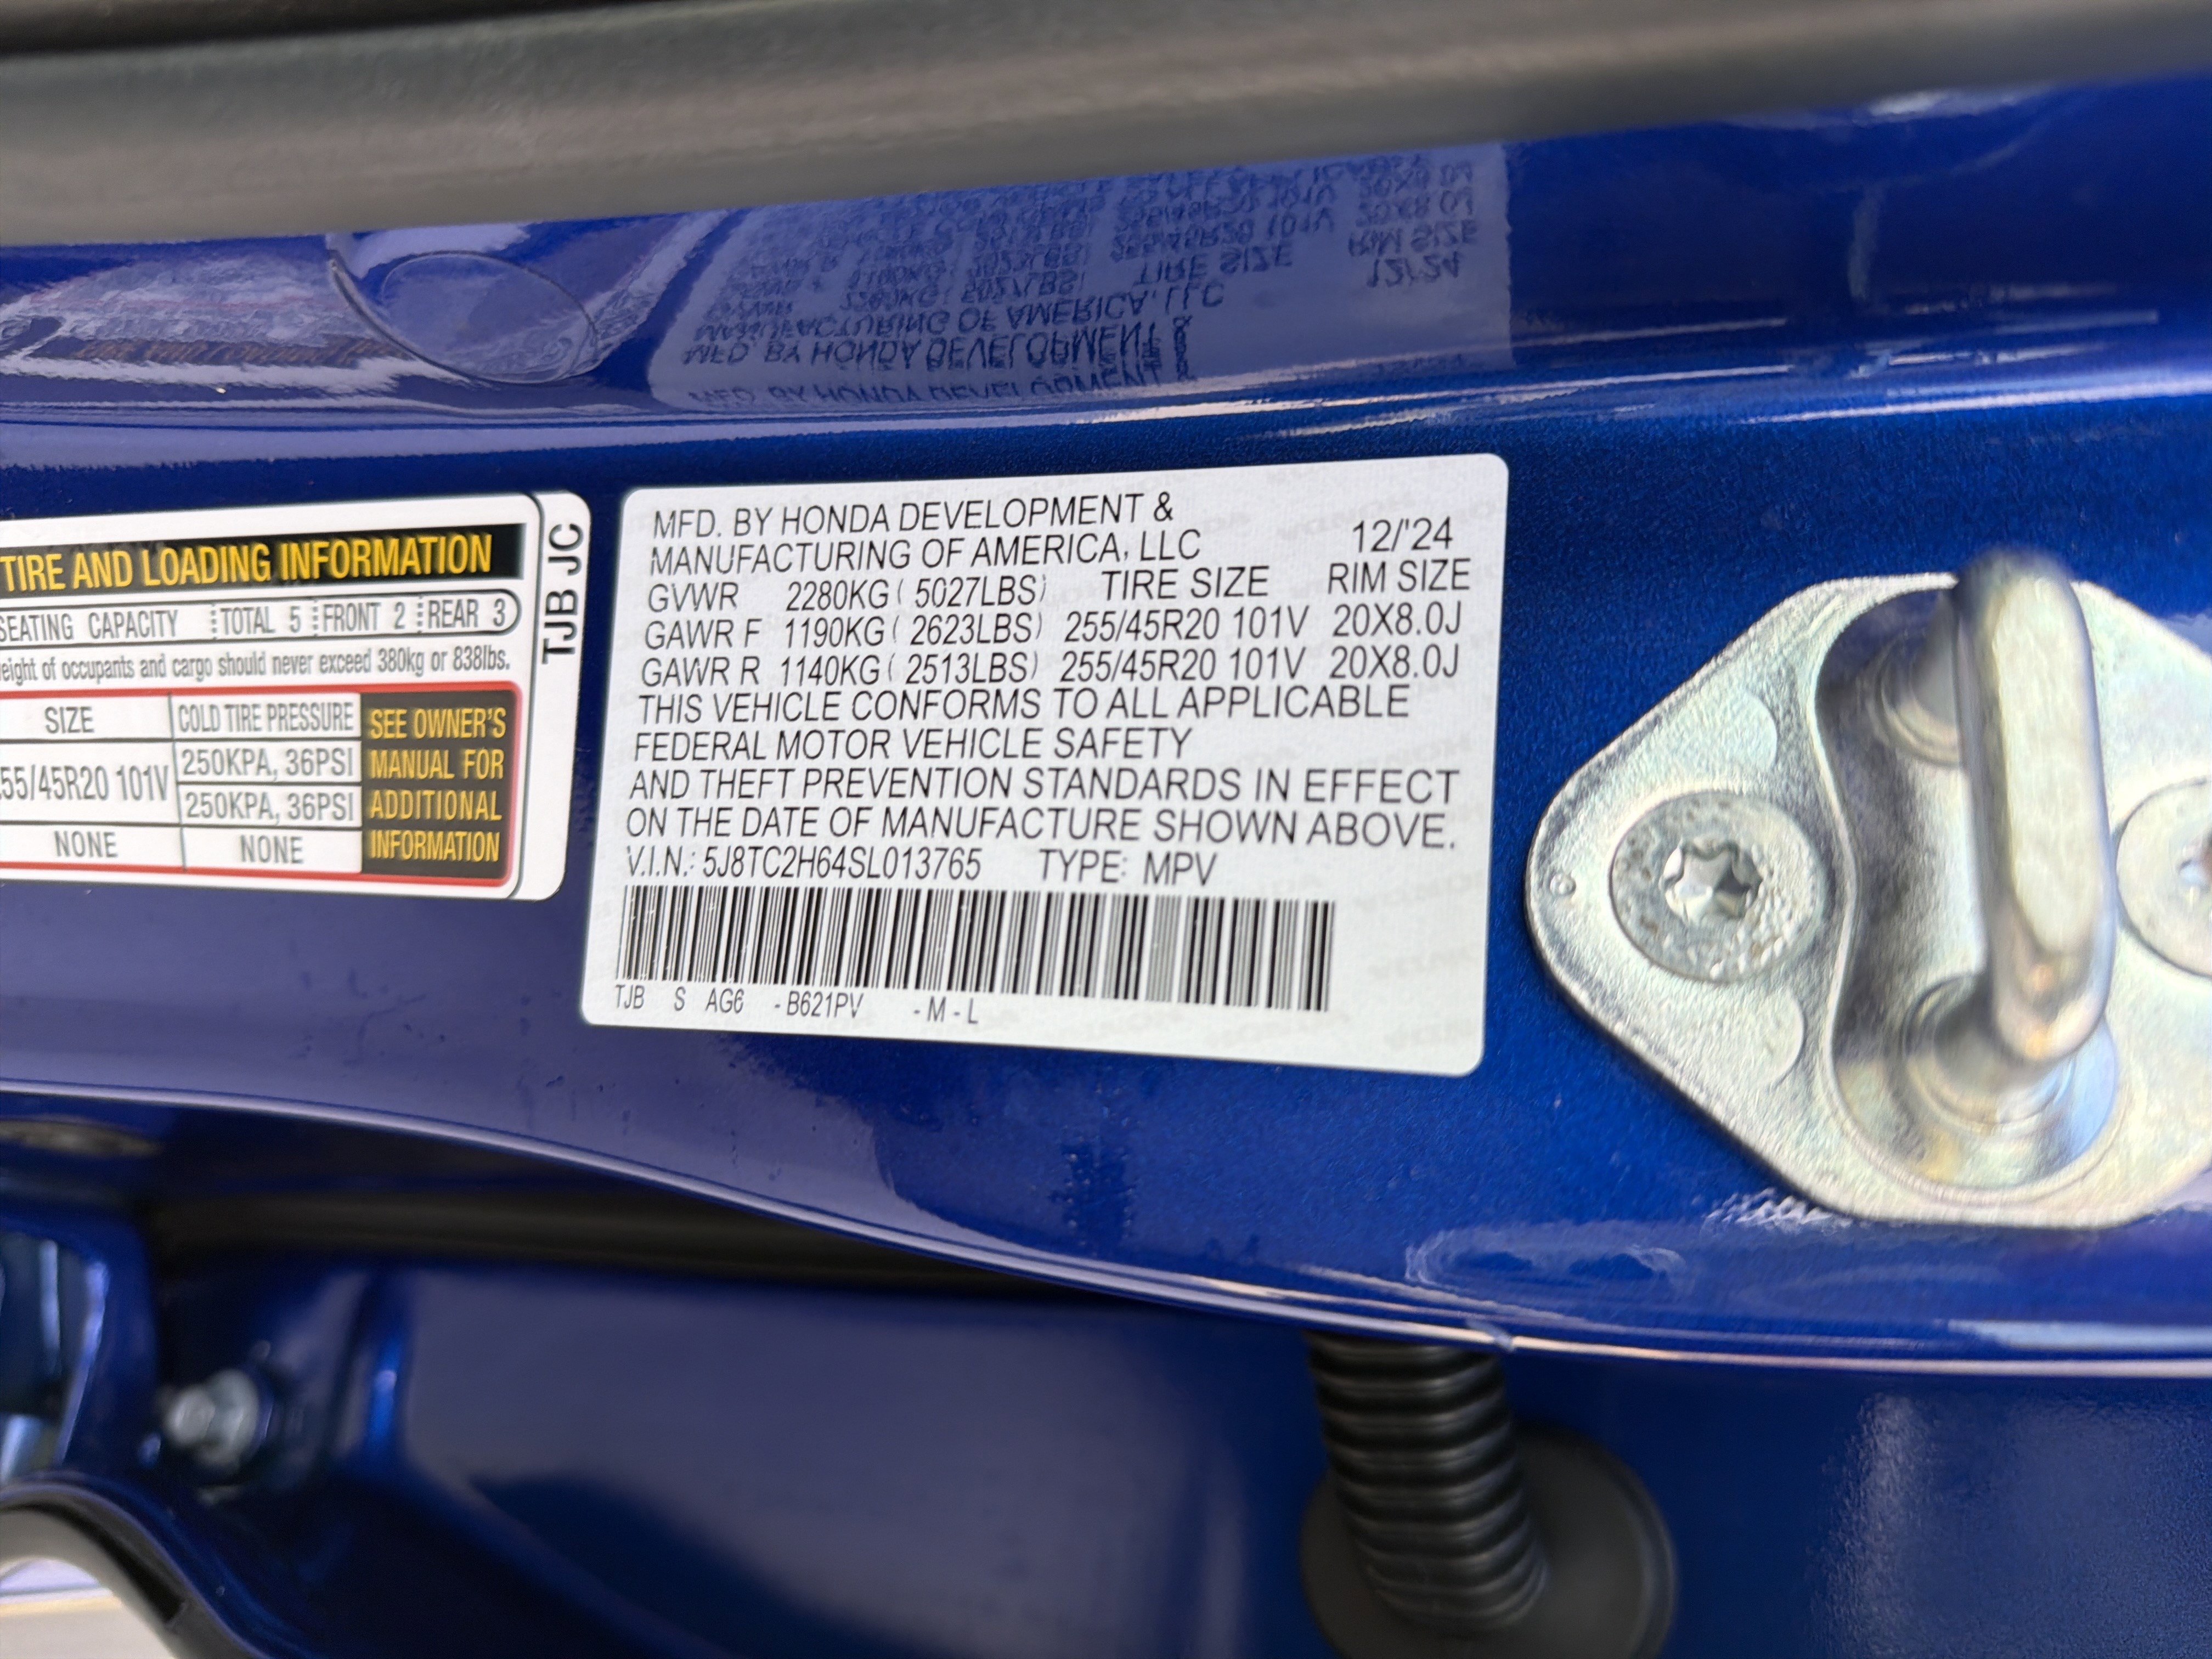 TIRE AND LOADING INFORMATION
SEATING CAPACITY TOTAL 5 FRONT 2 REAR 3
of occupants and cargo should never exceed 380kg or 838lbs.
SIZE COLD TIRE PRESSURE
55/45R20 101V 250KPA, 36PSI
250KPA, 36PSI
NONE NONE
SEE OWNER'S
MANUAL FOR
ADDITIONAL
INFORMATION
TJB JC
MFD. BY HONDA DEVELOPMENT &
MANUFACTURING OF AMERICA, LLC 12/'24
GVWR 2280KG ( 5027LBS) TIRE SIZE RIM SIZE
GAWR F 1190KG ( 2623LBS) 255/45R20 101V 20X8.0J
GAWR R 1140KG ( 2513LBS) 255/45R20 101V 20X8.0J
THIS VEHICLE CONFORMS TO ALL APPLICABLE
FEDERAL MOTOR VEHICLE SAFETY
AND THEFT PREVENTION STANDARDS IN EFFECT
ON THE DATE OF MANUFACTURE SHOWN ABOVE.
V.I.N.: 5J8TC2H64SL013765 TYPE: MPV
TJB S AG6 -B621PV -M-L